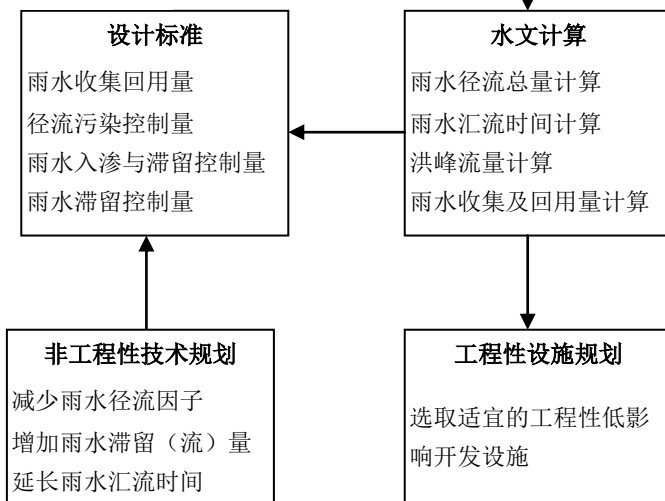 设计标准
雨水收集回用量
径流污染控制量
雨水入渗与滞留控制量
雨水滞留控制量
水文计算
雨水径流总量计算
雨水汇流时间计算
洪峰流量计算
雨水收集及回用量计算
非工程性技术规划
减少雨水径流因子
增加雨水滞留（流）量
延长雨水汇流时间
工程性设施规划
选取适宜的工程性低影
响开发设施